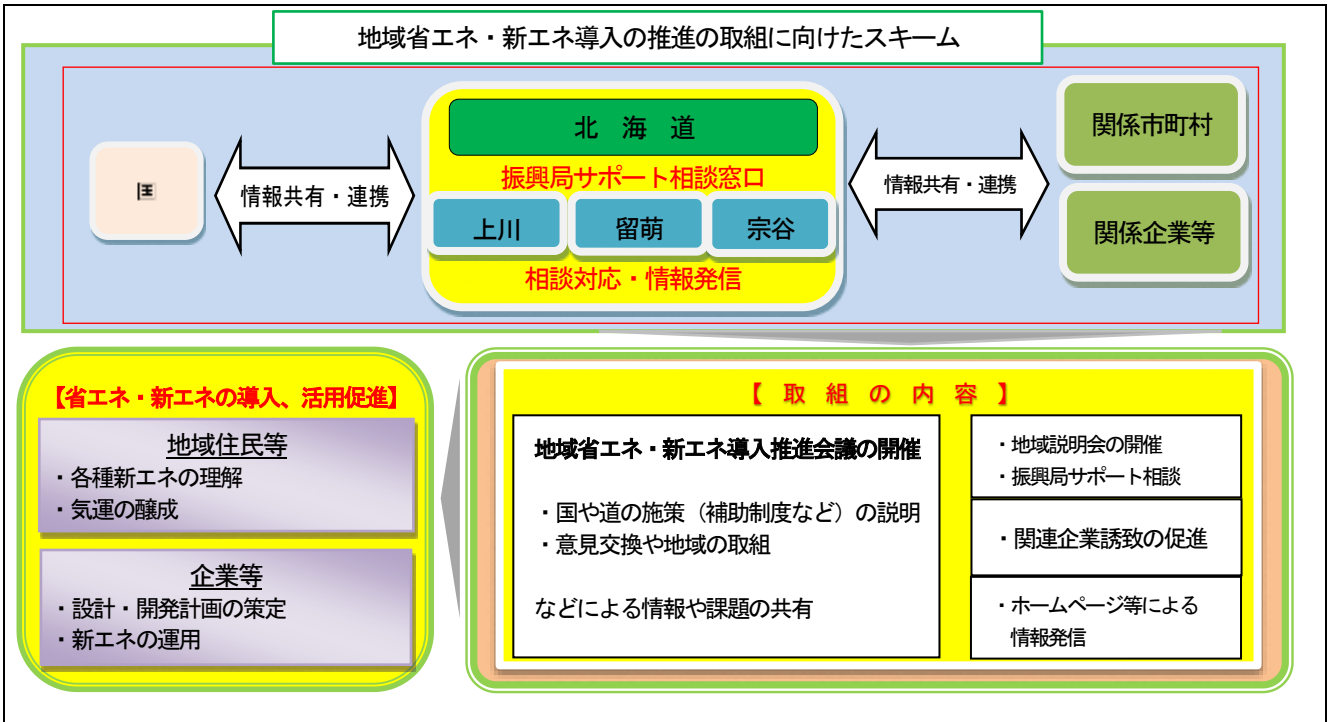 地域省エネ・新エネ導入の推進の取組に向けたスキーム
国
情報共有・連携
北 海 道
振興局サポート相談窓口
上川
留萌
宗谷
相談対応・情報発信
情報共有・連携
関係市町村
関係企業等
【省エネ・新エネの導入、活用促進】
地域住民等
・各種新エネの理解
・気運の醸成
企業等
・設計・開発計画の策定
・新エネの運用
【 取 組 の 内 容 】
地域省エネ・新エネ導入推進会議の開催
・国や道の施策（補助制度など）の説明
・意見交換や地域の取組
などによる情報や課題の共有
・地域説明会の開催
・振興局サポート相談
・関連企業誘致の促進
・ホームページ等による
情報発信